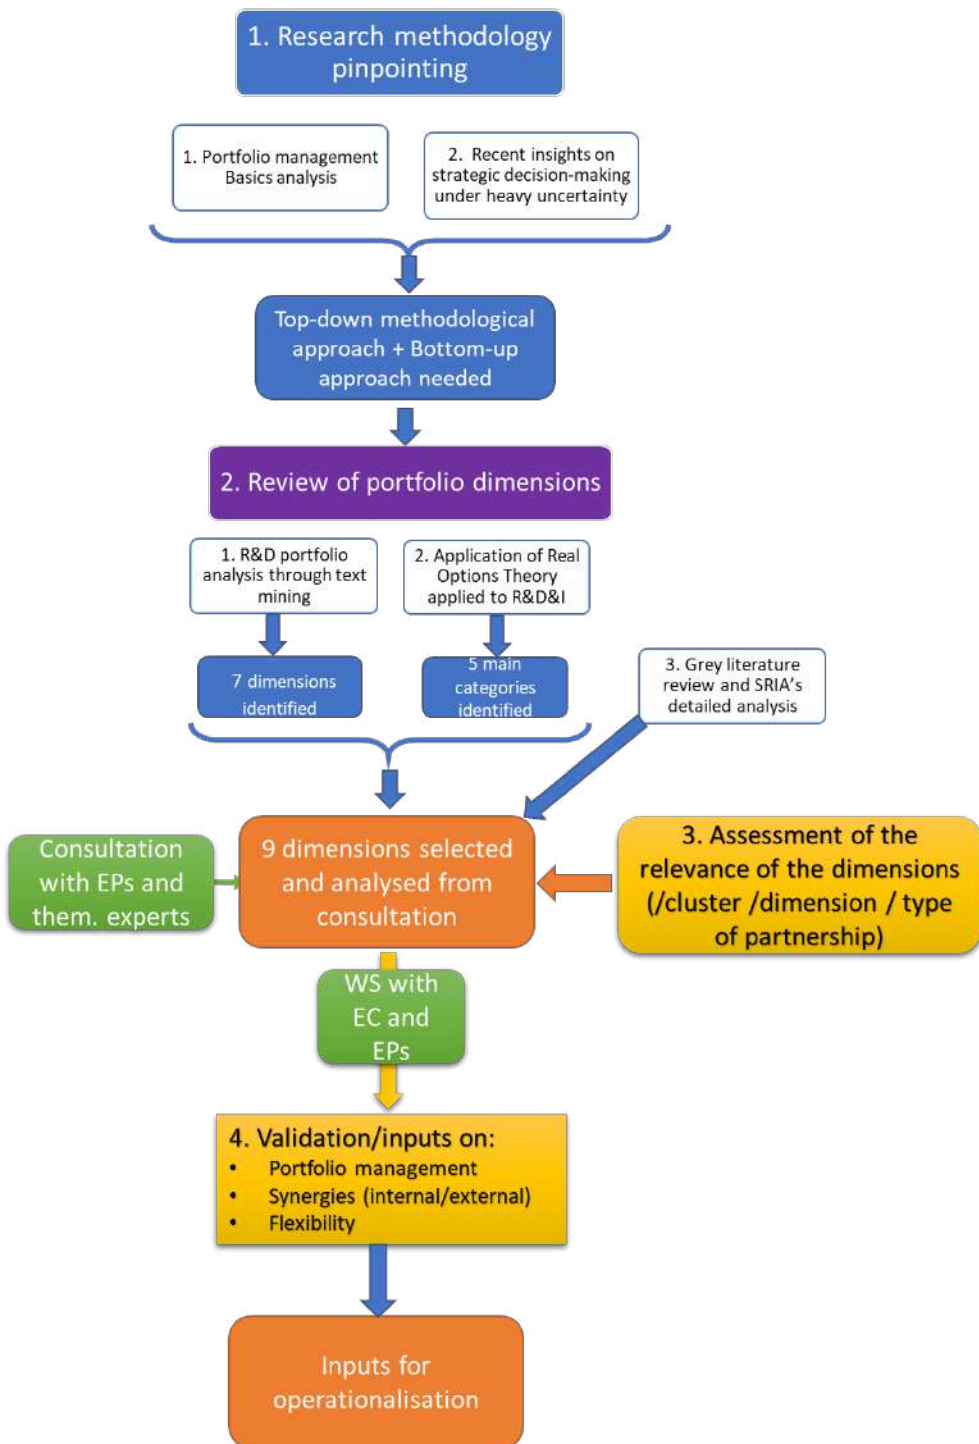 1. Research methodology
pinpointing
1. Portfolio management
Basics analysis
2. Recent insights on
strategic decision-making
under heavy uncertainty
Top-down methodological
approach + Bottom-up
approach needed
2. Review of portfolio dimensions
1. R&D portfolio
analysis through text
mining
2. Application of Real
Options Theory
applied to R&D&I
7 dimensions
identified
5 main
categories
identified
3. Grey literature
review and SRIA's
detailed analysis
Consultation
with EPs and
them. experts
9 dimensions selected
and analysed from
consultation
3. Assessment of the
relevance of the dimensions
(/cluster /dimension / type
of partnership)
WS with
EC and
EPs
4. Validation/inputs on:
• Portfolio management
• Synergies (internal/external)
• Flexibility
Inputs for
operationalisation